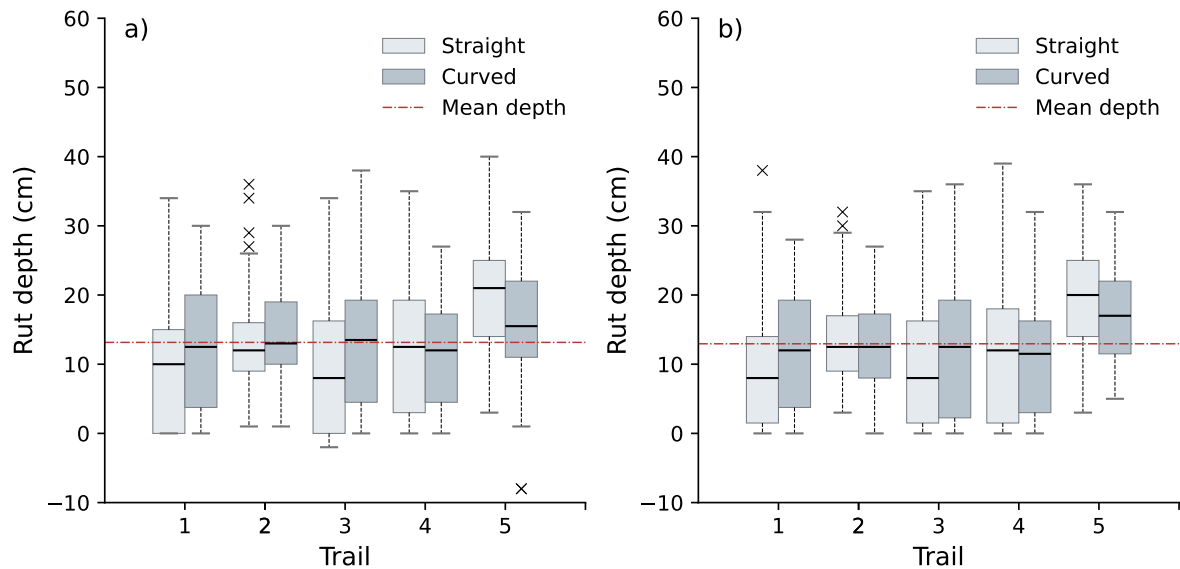 a)
Straight
Curved
Mean depth
Rut depth (cm)
60
50
40
30
20
10
0
−10
1 2 3 4 5
Trail
b)
Straight
Curved
Mean depth
Rut depth (cm)
60
50
40
30
20
10
0
−10
1 2 3 4 5
Trail